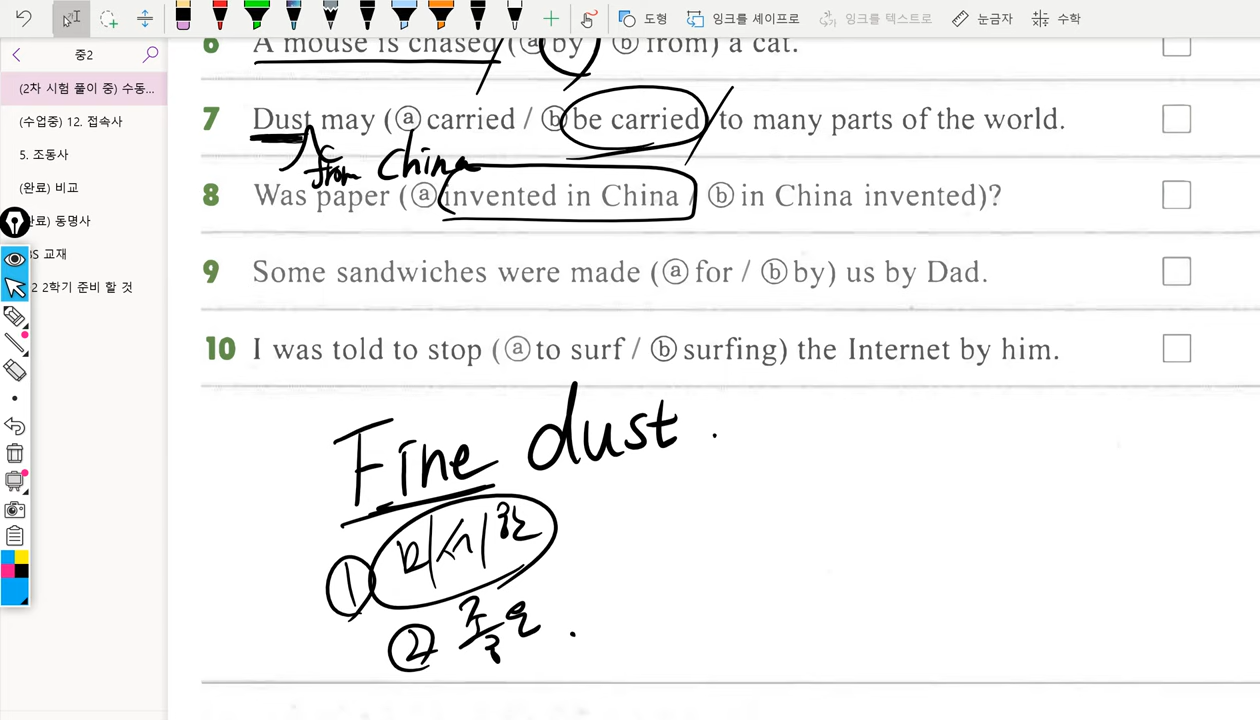 도형
잉크를 셰이프로
잉크를 텍스트로
눈금자
수학
중2
(2차 시험 풀이 중) 수동...
(수업중) 12. 접속사
5. 조동사
(완료) 비교
료) 동명사
교재
2 2학기 준비 할 것
6 A mouse is chased (ⓐ by / ⓑ from) a cat.
7 Dust may (ⓐ carried / ⓑ be carried) to many parts of the world.
from China
8 Was paper (ⓐ invented in China / ⓑ in China invented)?
9 Some sandwiches were made (ⓐ for / ⓑ by) us by Dad.
10 I was told to stop (ⓐ to surf / ⓑ surfing) the Internet by him.
Fine dust.
① 미세한
② 좋은.